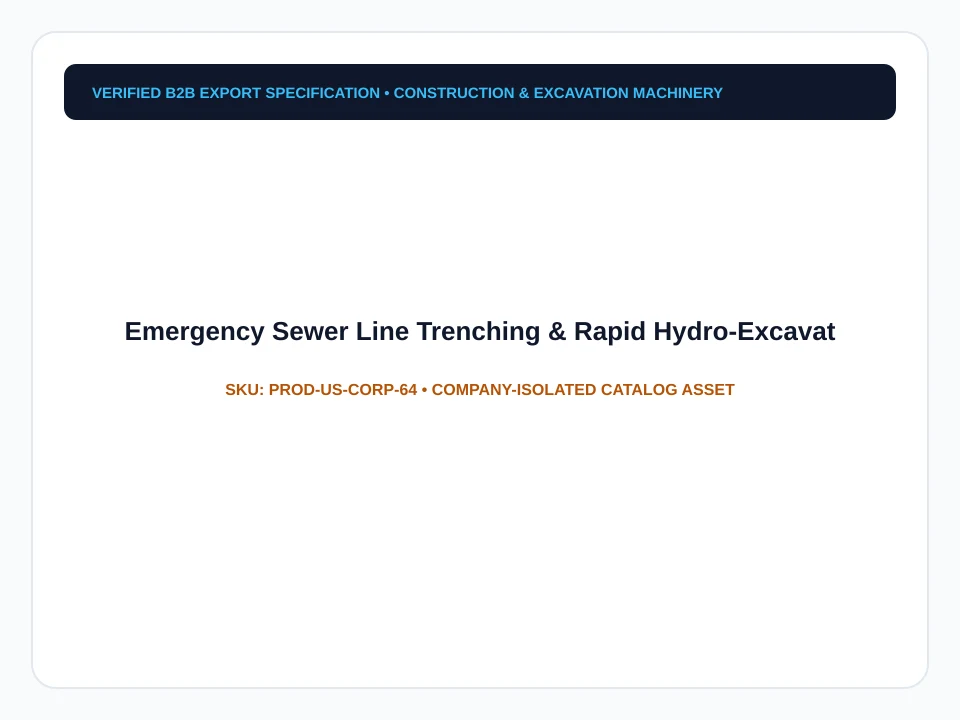 VERIFIED B2B EXPORT SPECIFICATION • CONSTRUCTION & EXCAVATION MACHINERY
Emergency Sewer Line Trenching & Rapid Hydro-Excavat
SKU: PROD-US-CORP-64 • COMPANY-ISOLATED CATALOG ASSET